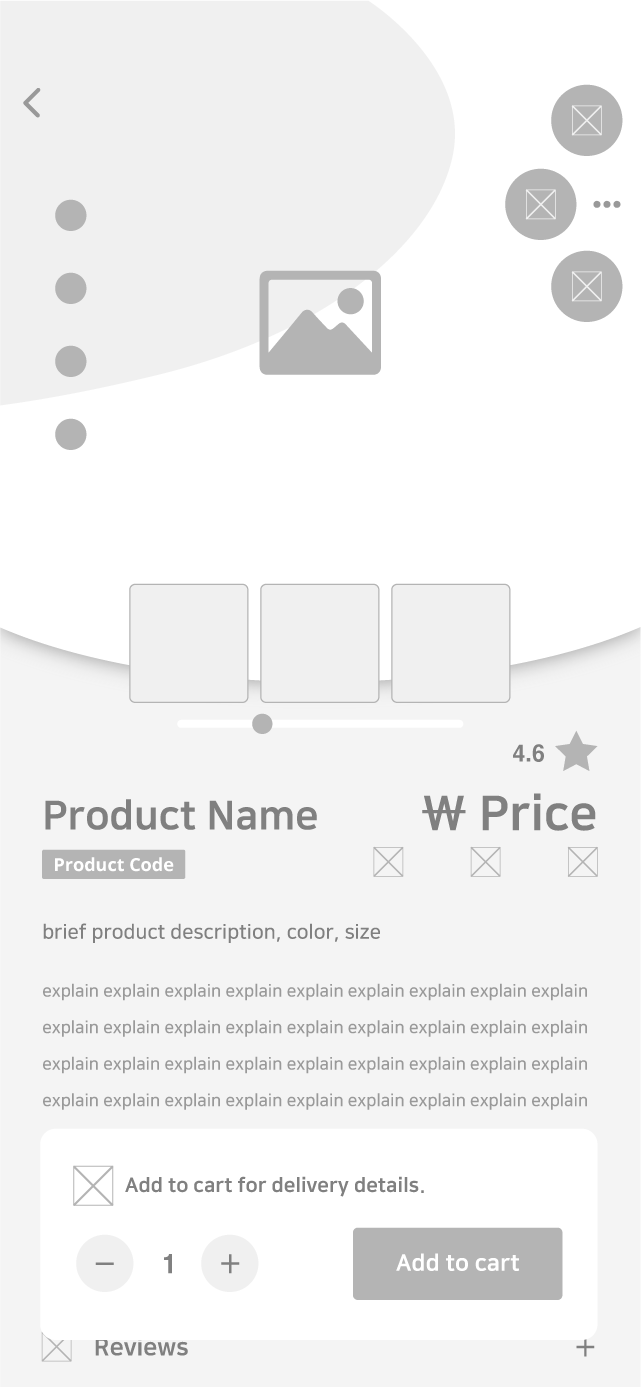 4.6
Product Name
₩ Price
Product Code
brief product description, color, size
explain explain explain explain explain explain explain explain explain
explain explain explain explain explain explain explain explain explain
explain explain explain explain explain explain explain explain explain
explain explain explain explain explain explain explain explain explain
Add to cart for delivery details.
− 1 +
Add to cart
Reviews +